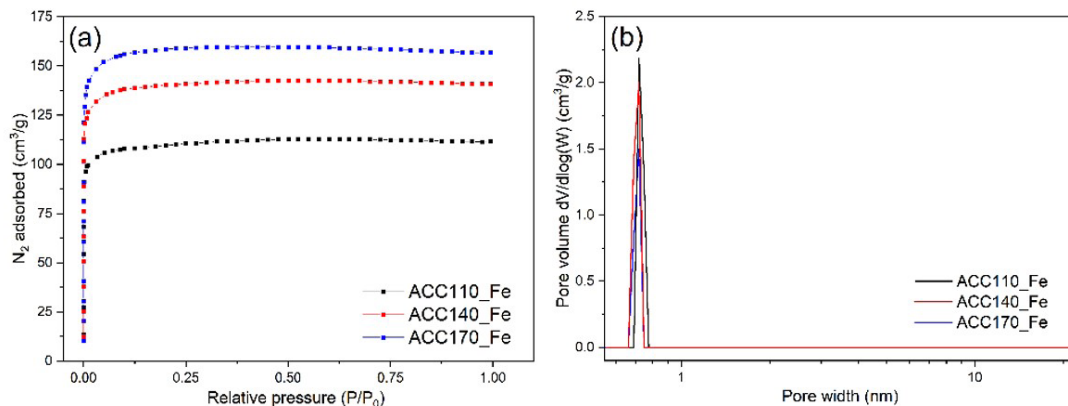 (a)
175
150
125
100
75
50
25
0
N₂ adsorbed (cm³/g)
ACC110_Fe
ACC140_Fe
ACC170_Fe
0.00 0.25 0.50 0.75 1.00
Relative pressure (P/P₀)
(b)
2.5
2.0
1.5
1.0
0.5
0.0
Pore volume dV/dlog(W) (cm³/g)
ACC110_Fe
ACC140_Fe
ACC170_Fe
1 2 10
Pore width (nm)